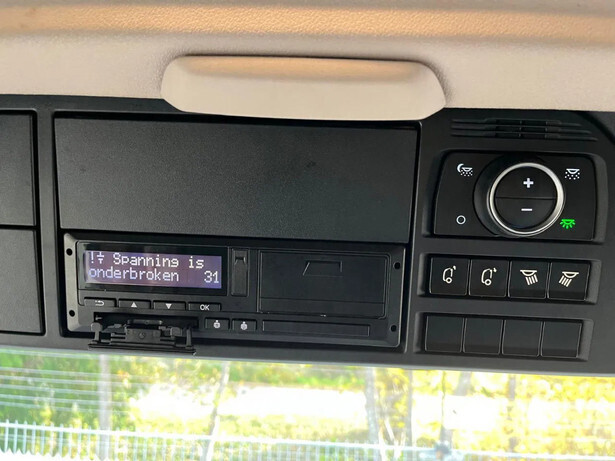 !⍑ Spanning is
onderbroken 31
OK